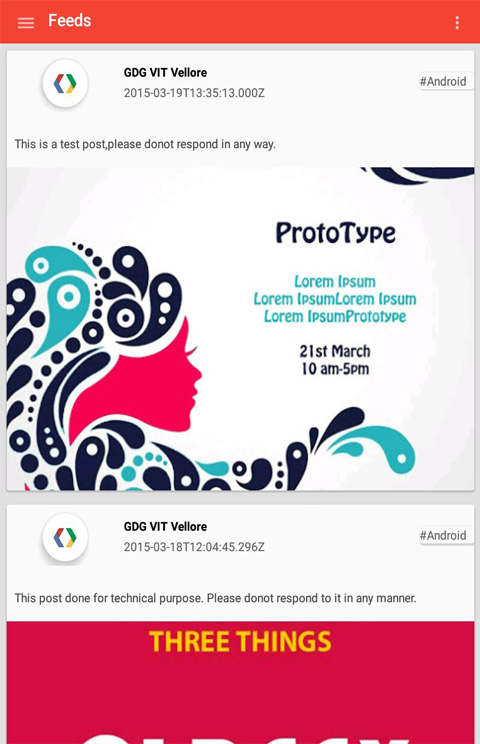 Feeds
GDG VIT Vellore
2015-03-19T13:35:13.000Z
#Android
This is a test post,please donot respond in any way.
ProtoType
Lorem Ipsum
Lorem IpsumLorem Ipsum
Lorem IpsumPrototype
21st March
10 am-5pm
GDG VIT Vellore
2015-03-18T12:04:45.296Z
#Android
This post done for technical purpose. Please donot respond to it in any manner.
THREE THINGS